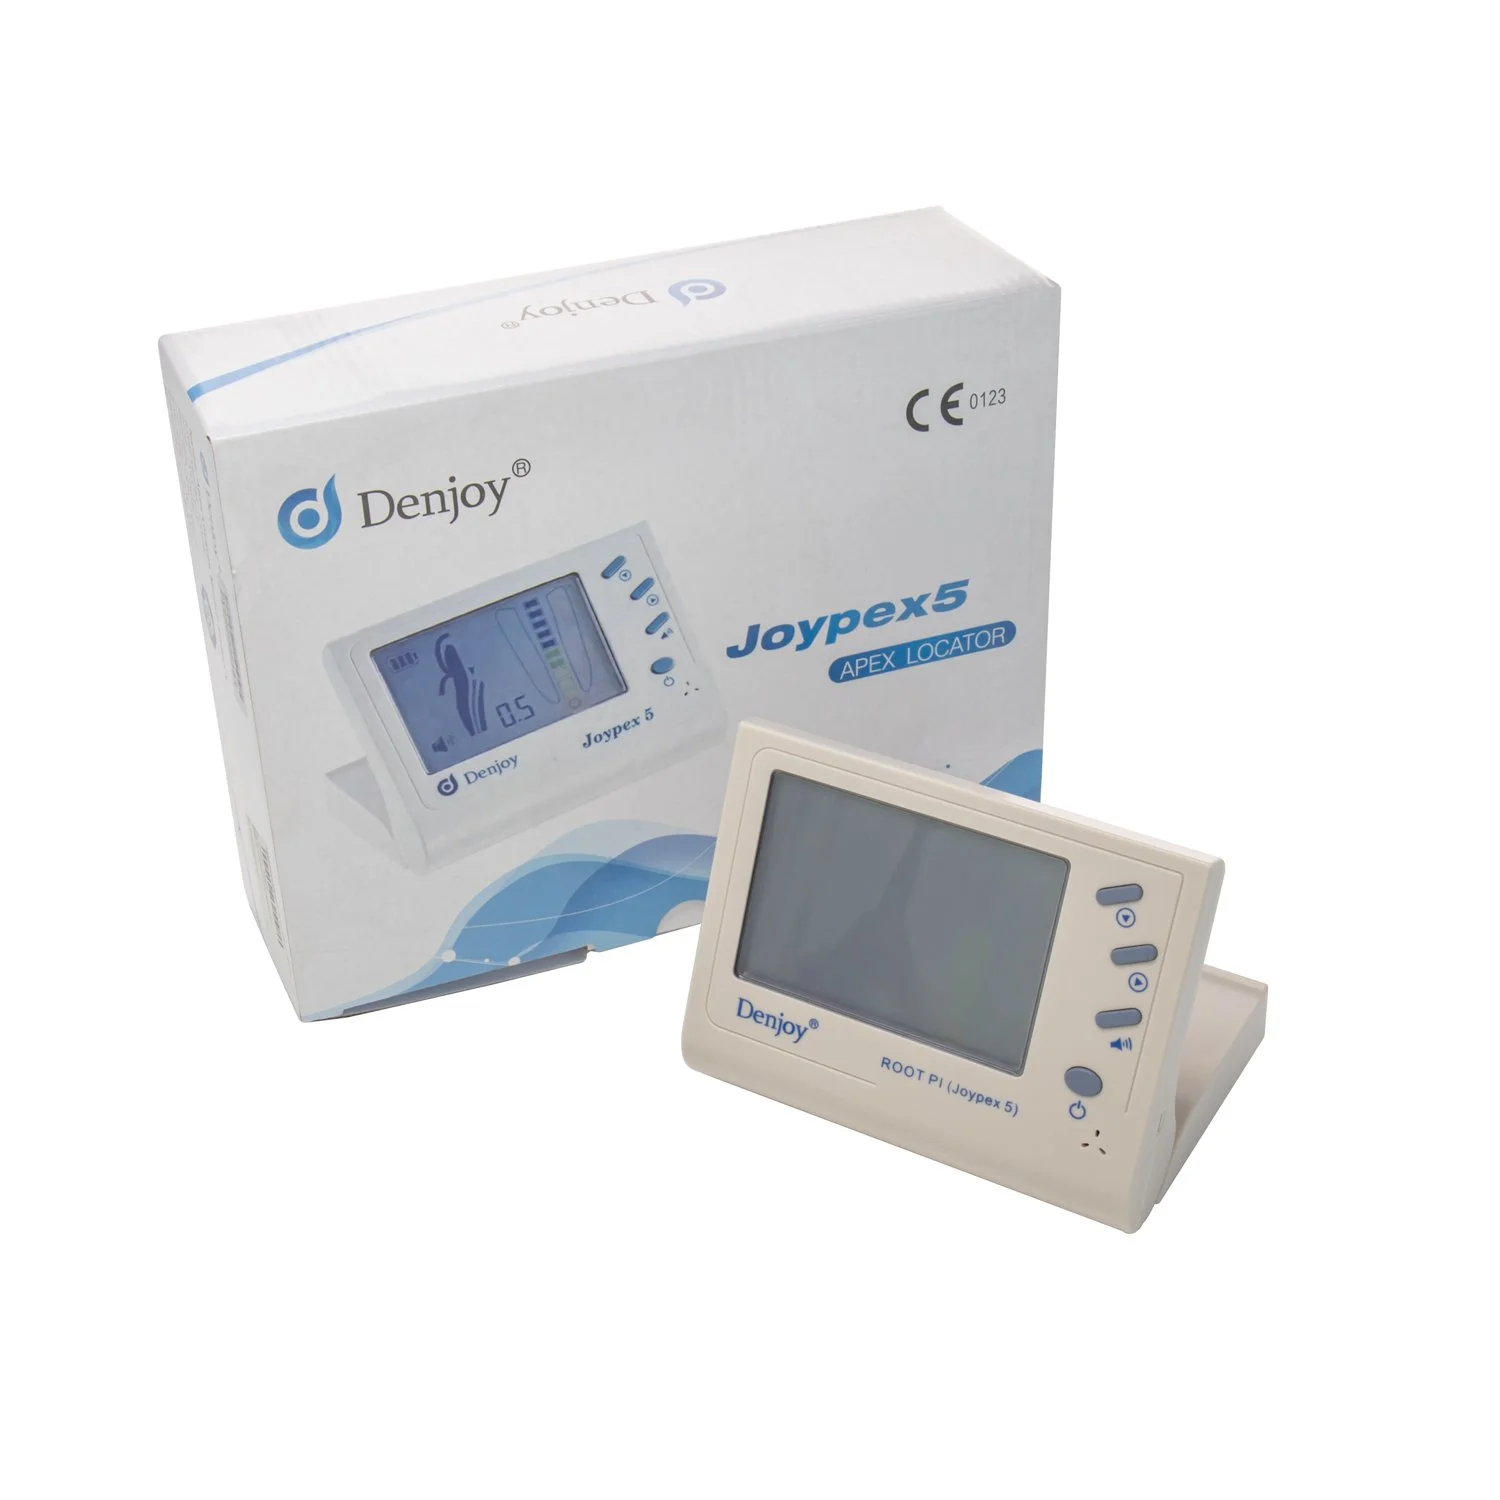 Denjoy®
CE 0123
Denjoy®
Joypex5
APEX LOCATOR
0.5
Joypex 5
Denjoy
Denjoy®
ROOT PI (Joypex 5)